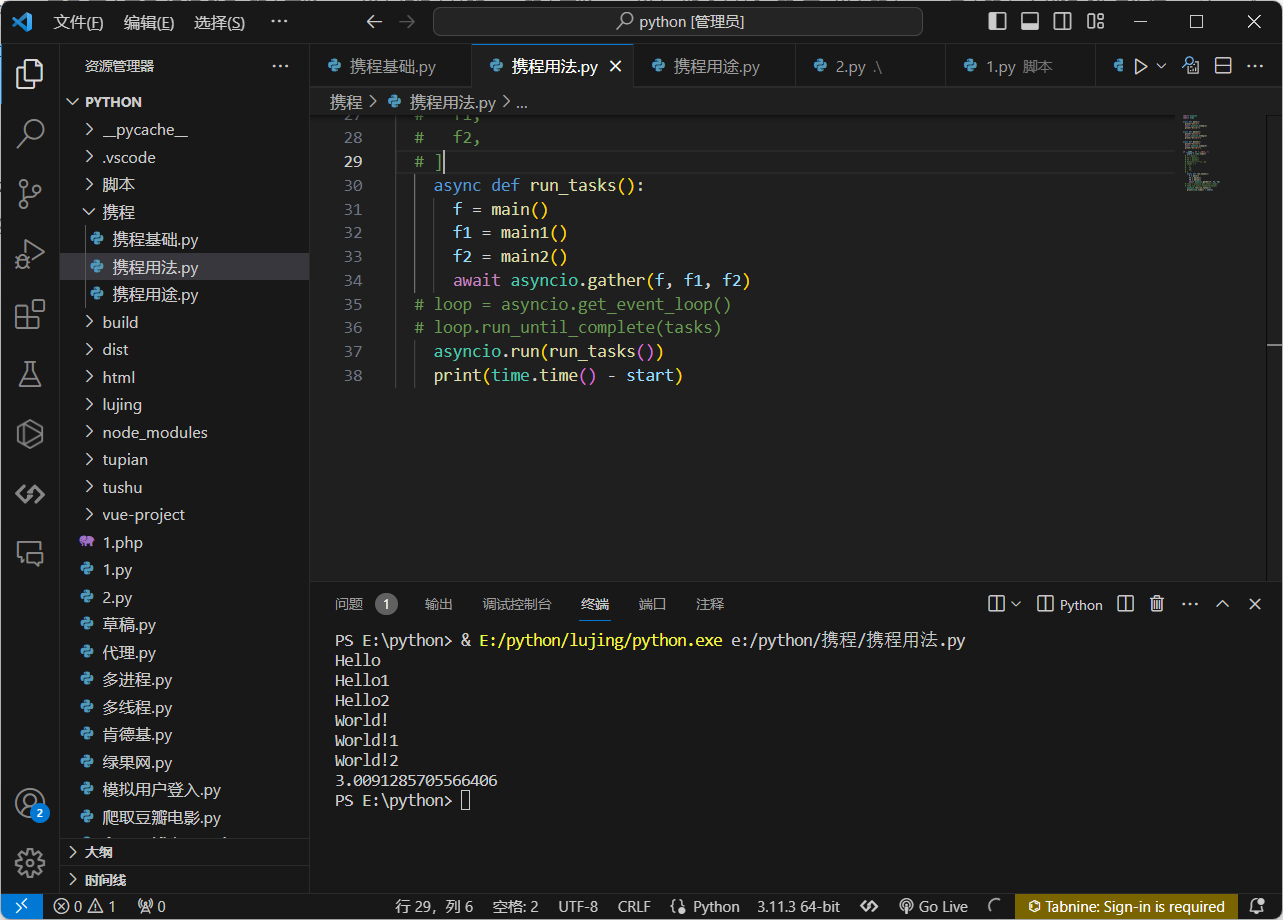 文件(F) 编辑(E) 选择(S) ··· python [管理员]
资源管理器 ···
携程基础.py 携程用法.py 携程用途.py 2.py .\ 1.py 脚本
携程 > 携程用法.py > ...
PYTHON
__pycache__
.vscode
脚本
携程
携程基础.py
携程用法.py
携程用途.py
build
dist
html
lujing
node_modules
tupian
tushu
vue-project
1.php
1.py
2.py
草稿.py
代理.py
多进程.py
多线程.py
肯德基.py
绿果网.py
模拟用户登入.py
爬取豆瓣电影.py
大纲
时间线
27 # f1,
28 # f2,
29 # ]
30 async def run_tasks():
31 f = main()
32 f1 = main1()
33 f2 = main2()
34 await asyncio.gather(f, f1, f2)
35 # loop = asyncio.get_event_loop()
36 # loop.run_until_complete(tasks)
37 asyncio.run(run_tasks())
38 print(time.time() - start)
问题 1 输出 调试控制台 终端 端口 注释 Python
PS E:\python> & E:/python/lujing/python.exe e:/python/携程/携程用法.py
Hello
Hello1
Hello2
World!
World!1
World!2
3.0091285705566406
PS E:\python>
2
0 1 0 行 29，列 6 空格: 2 UTF-8 CRLF Python 3.11.3 64-bit Go Live Tabnine: Sign-in is required